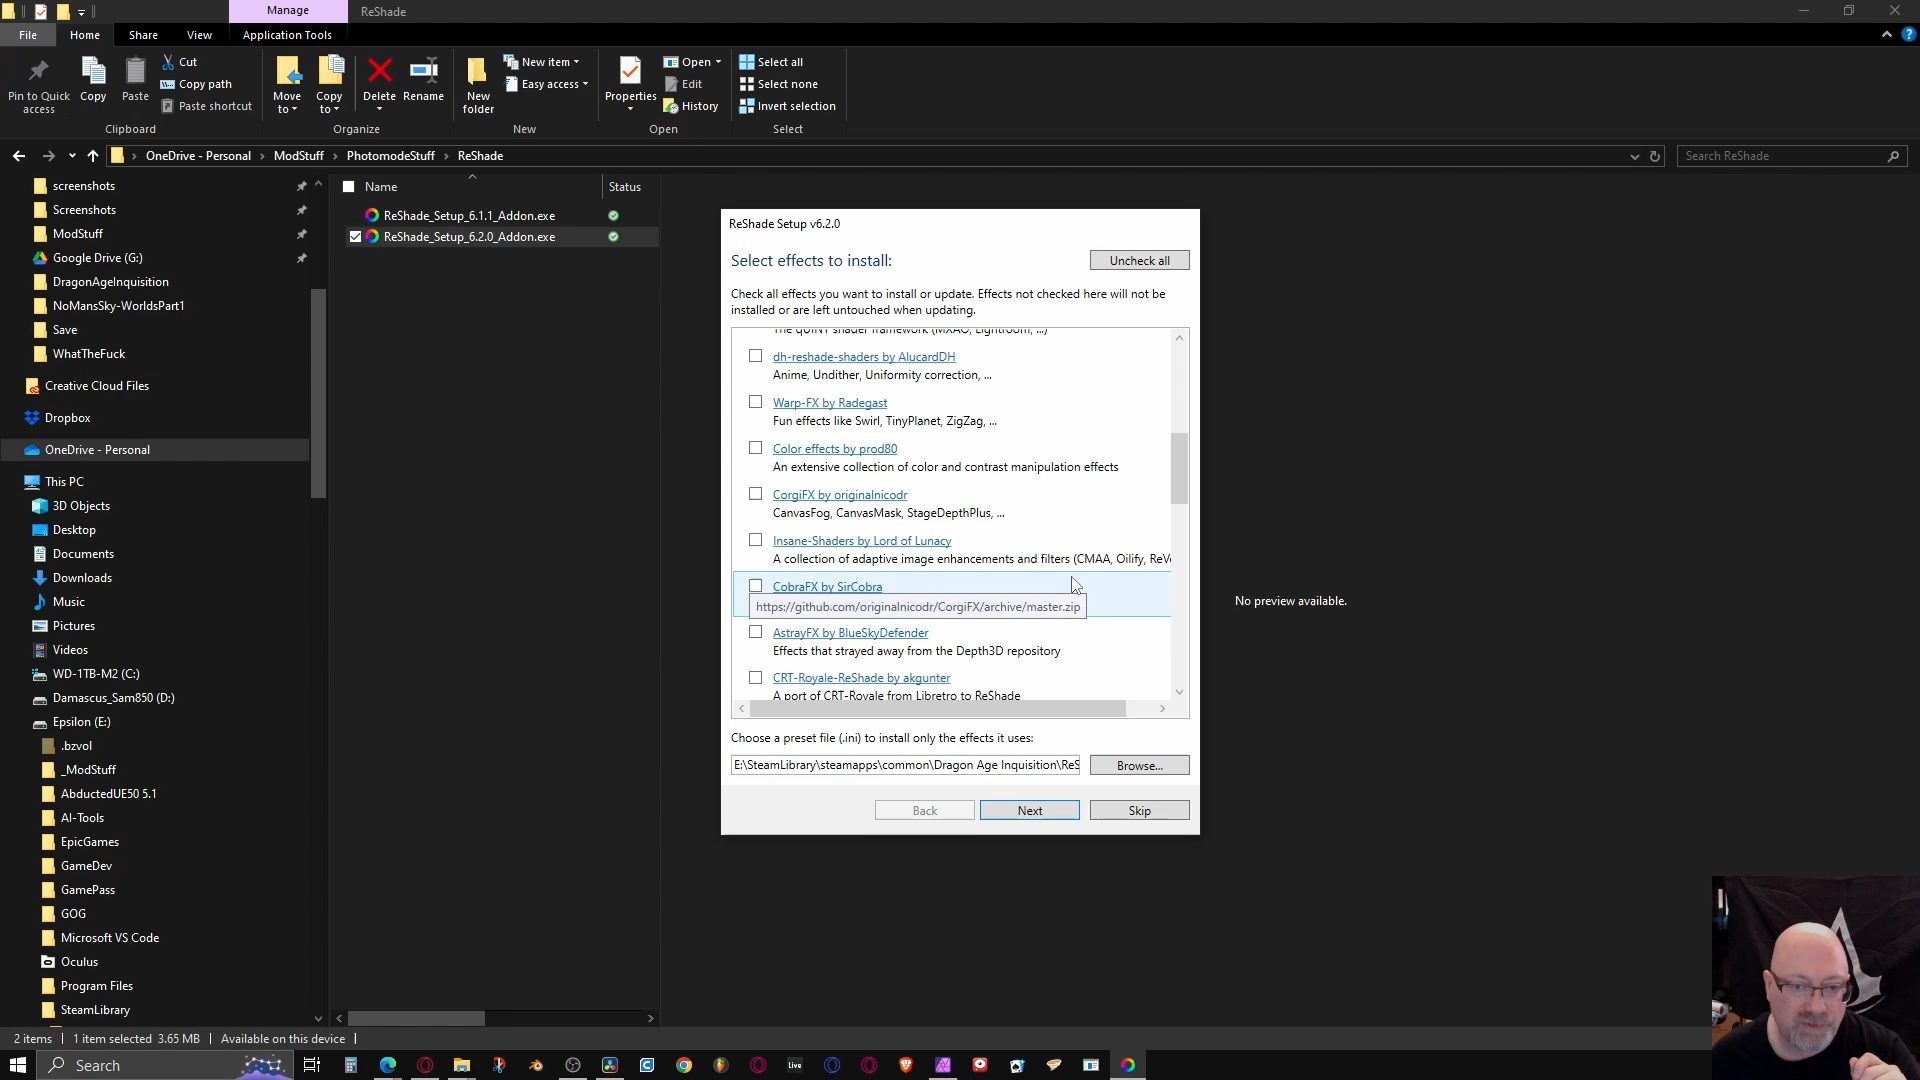 Manage
ReShade
File
Home
Share
View
Application Tools
Pin to Quick access
Copy
Paste
Cut
Copy path
Paste shortcut
Clipboard
Move to
Copy to
Delete
Rename
Organize
New folder
New item
Easy access
New
Properties
Open
Edit
History
Open
Select all
Select none
Invert selection
Select
OneDrive - Personal
ModStuff
PhotomodeStuff
ReShade
Search ReShade
screenshots
Screenshots
ModStuff
Google Drive (G:)
DragonAgeInquisition
NoMansSky-WorldsPart1
Save
WhatTheFuck
Creative Cloud Files
Dropbox
OneDrive - Personal
This PC
3D Objects
Desktop
Documents
Downloads
Music
Pictures
Videos
WD-1TB-M2 (C:)
Damascus_Sam850 (D:)
Epsilon (E:)
.bzvol
_ModStuff
AbductedUE50 5.1
AI-Tools
EpicGames
GameDev
GamePass
GOG
Microsoft VS Code
Oculus
Program Files
SteamLibrary
Name
Status
ReShade_Setup_6.1.1_Addon.exe
ReShade_Setup_6.2.0_Addon.exe
ReShade Setup v6.2.0
Select effects to install:
Uncheck all
Check all effects you want to install or update. Effects not checked here will not be
installed or are left untouched when updating.
The qUINT shader framework (MXAO, Lightroom, ...)
dh-reshade-shaders by AlucardDH
Anime, Undither, Uniformity correction, ...
Warp-FX by Radegast
Fun effects like Swirl, TinyPlanet, ZigZag, ...
Color effects by prod80
An extensive collection of color and contrast manipulation effects
CorgiFX by originalnicodr
CanvasFog, CanvasMask, StageDepthPlus, ...
Insane-Shaders by Lord of Lunacy
A collection of adaptive image enhancements and filters (CMAA, Oilify, ReV
CobraFX by SirCobra
https://github.com/originalnicodr/CorgiFX/archive/master.zip
AstrayFX by BlueSkyDefender
Effects that strayed away from the Depth3D repository
CRT-Royale-ReShade by akgunter
A port of CRT-Royale from Libretro to ReShade
Choose a preset file (.ini) to install only the effects it uses:
E:\SteamLibrary\steamapps\common\Dragon Age Inquisition\ReS
Browse...
Back
Next
Skip
No preview available.
2 items
1 item selected 3.65 MB
Available on this device
Search
Live